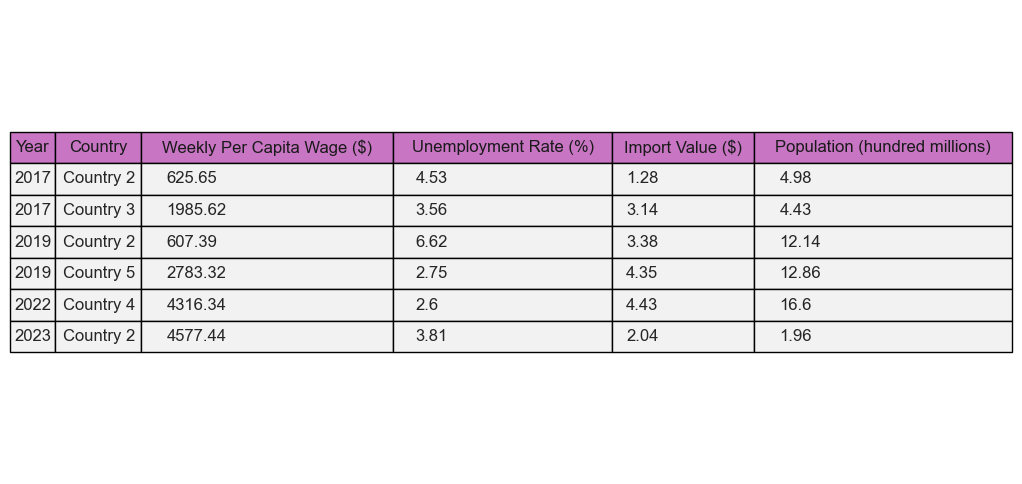 Year Country Weekly Per Capita Wage ($) Unemployment Rate (%) Import Value ($) Population (hundred millions)
2017 Country 2 625.65 4.53 1.28 4.98
2017 Country 3 1985.62 3.56 3.14 4.43
2019 Country 2 607.39 6.62 3.38 12.14
2019 Country 5 2783.32 2.75 4.35 12.86
2022 Country 4 4316.34 2.6 4.43 16.6
2023 Country 2 4577.44 3.81 2.04 1.96